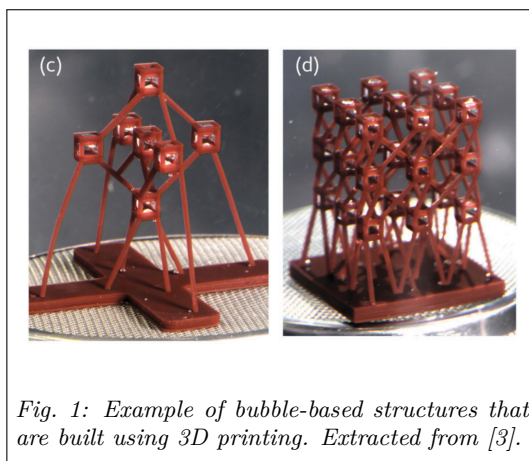 (c) (d)
Fig. 1: Example of bubble-based structures that
are built using 3D printing. Extracted from [3].